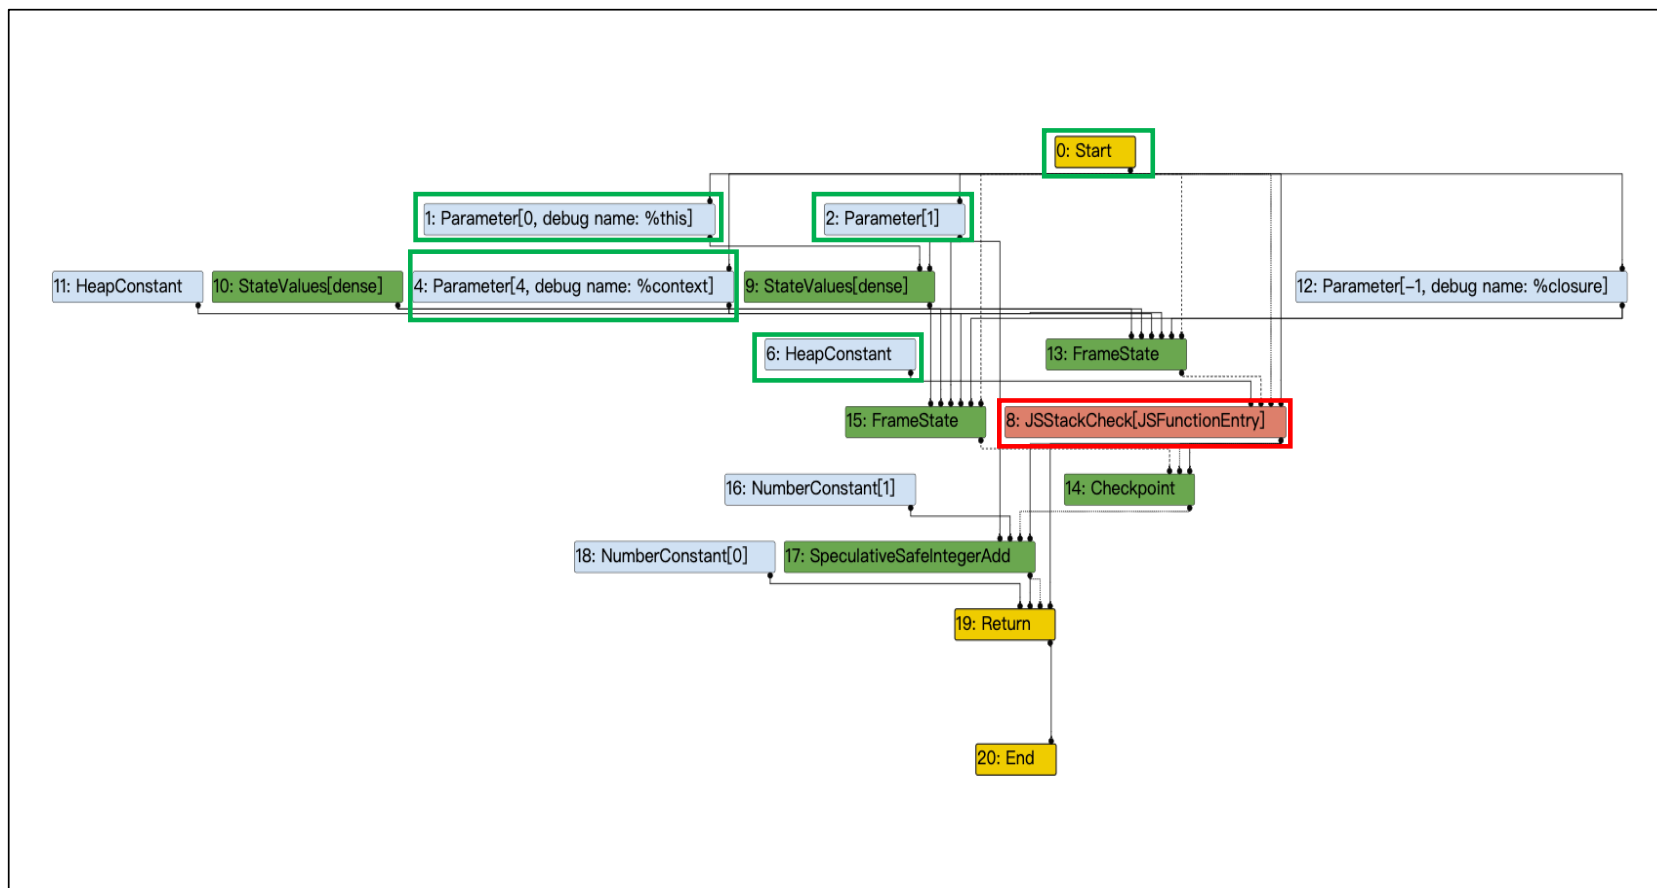 0: Start
1: Parameter[0, debug name: %this]
2: Parameter[1]
11: HeapConstant
10: StateValues[dense]
4: Parameter[4, debug name: %context]
9: StateValues[dense]
12: Parameter[−1, debug name: %closure]
6: HeapConstant
13: FrameState
15: FrameState
8: JSStackCheck[JSFunctionEntry]
16: NumberConstant[1]
14: Checkpoint
18: NumberConstant[0]
17: SpeculativeSafeIntegerAdd
19: Return
20: End